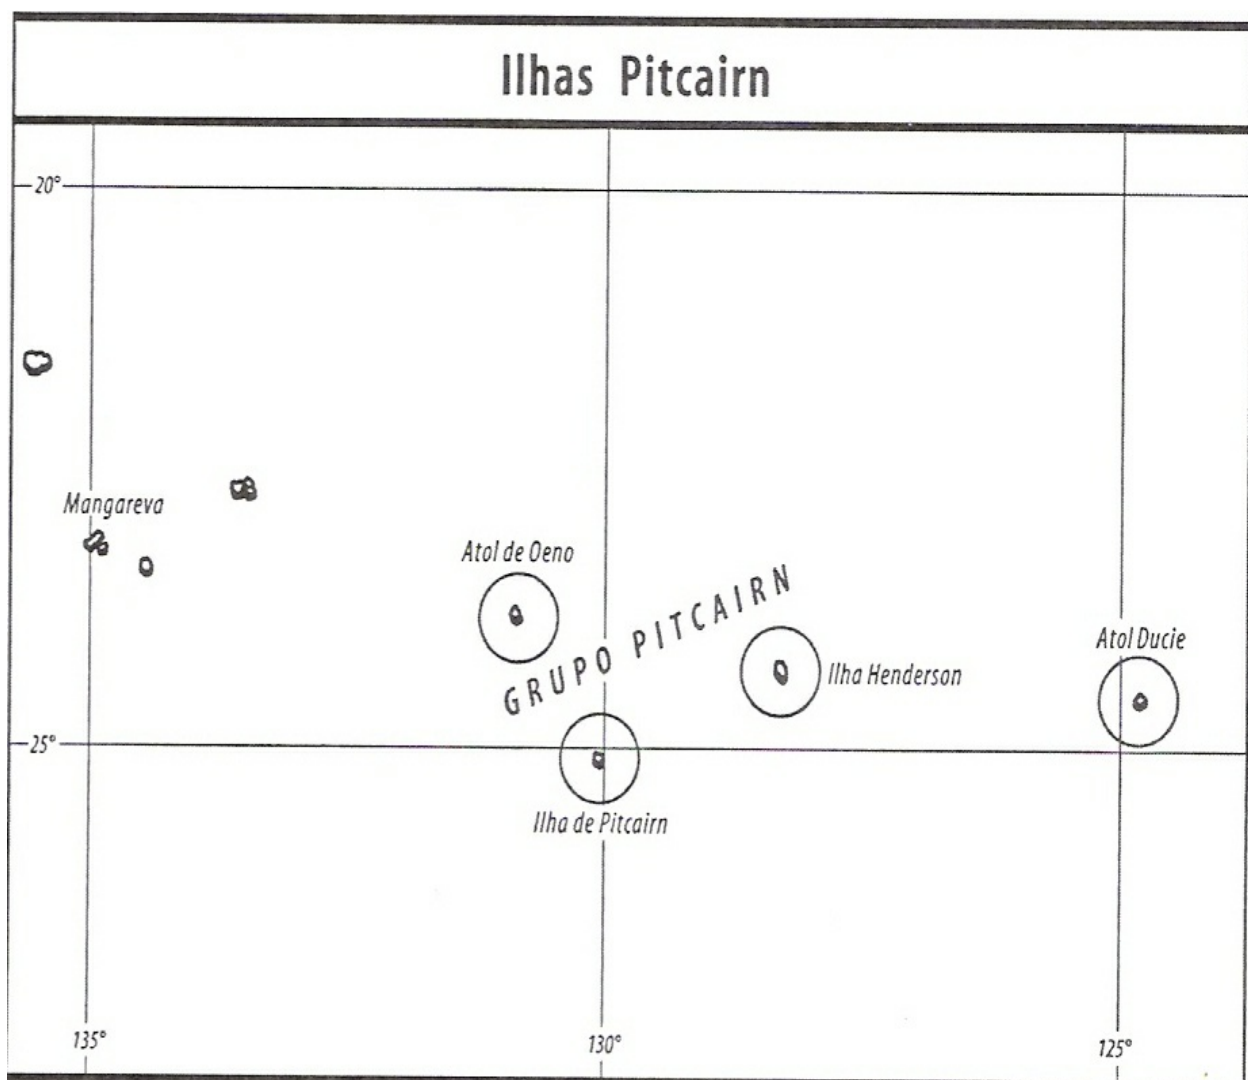 Ilhas Pitcairn
20°
Mangareva
Atol de Oeno
GRUPO PITCAIRN
Atol Ducie
Ilha Henderson
25°
Ilha de Pitcairn
135°
130°
125°